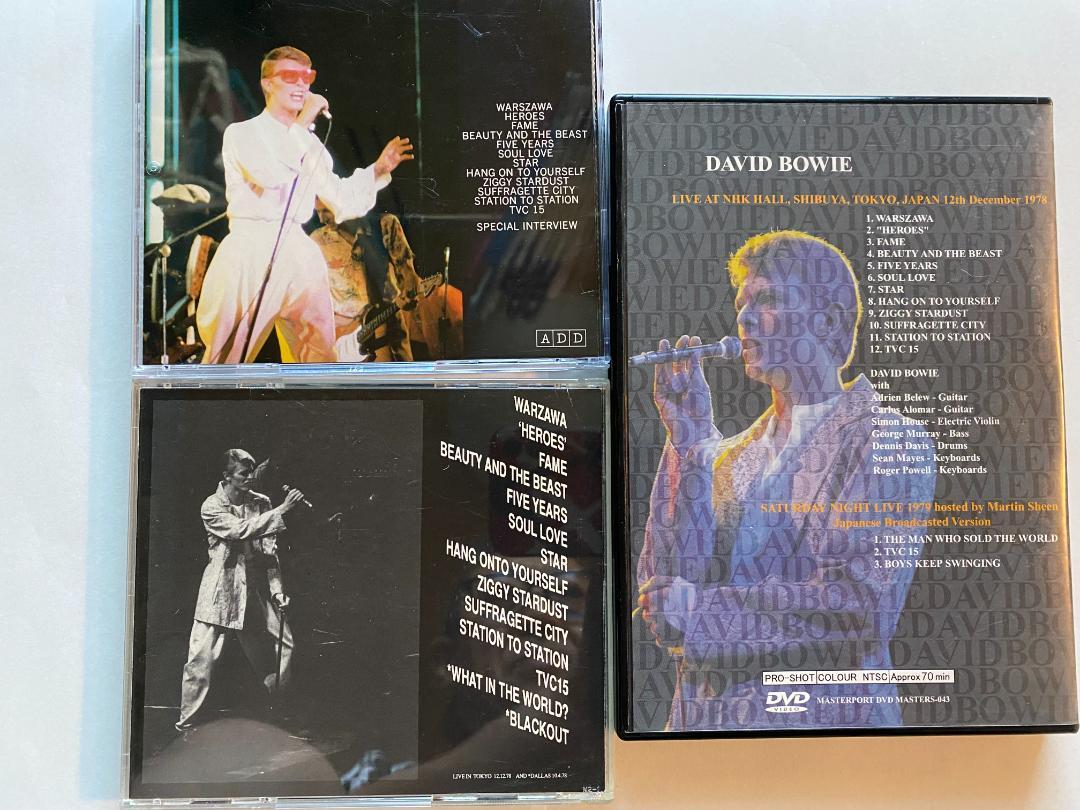 WARSZAWA
HEROES
FAME
BEAUTY AND THE BEAST
FIVE YEARS
SOUL LOVE
STAR
HANG ON TO YOURSELF
ZIGGY STARDUST
SUFFRAGETTE CITY
STATION TO STATION
TVC 15
SPECIAL INTERVIEW
ADD
WARZAWA
'HEROES'
FAME
BEAUTY AND THE BEAST
FIVE YEARS
SOUL LOVE
STAR
HANG ONTO YOURSELF
ZIGGY STARDUST
SUFFRAGETTE CITY
STATION TO STATION
TVC15
*WHAT IN THE WORLD?
*BLACKOUT
LIVE IN TOKYO 12.12.78 AND *DALLAS 10.4.78
DAVID BOWIE
LIVE AT NHK HALL, SHIBUYA, TOKYO, JAPAN 12th December 1978
1. WARSZAWA
2. "HEROES"
3. FAME
4. BEAUTY AND THE BEAST
5. FIVE YEARS
6. SOUL LOVE
7. STAR
8. HANG ON TO YOURSELF
9. ZIGGY STARDUST
10. SUFFRAGETTE CITY
11. STATION TO STATION
12. TVC 15
DAVID BOWIE
with
Adrien Belew - Guitar
Carlos Alomar - Guitar
Simon House - Electric Violin
George Murray - Bass
Dennis Davis - Drums
Sean Mayes - Keyboards
Roger Powell - Keyboards
SATURDAY NIGHT LIVE 1979 hosted by Martin Sheen
Japanese Broadcasted Version
1. THE MAN WHO SOLD THE WORLD
2. TVC 15
3. BOYS KEEP SWINGING
PRO-SHOT COLOUR NTSC Approx 70 min
DVD VIDEO MASTERPORT DVD MASTERS-043